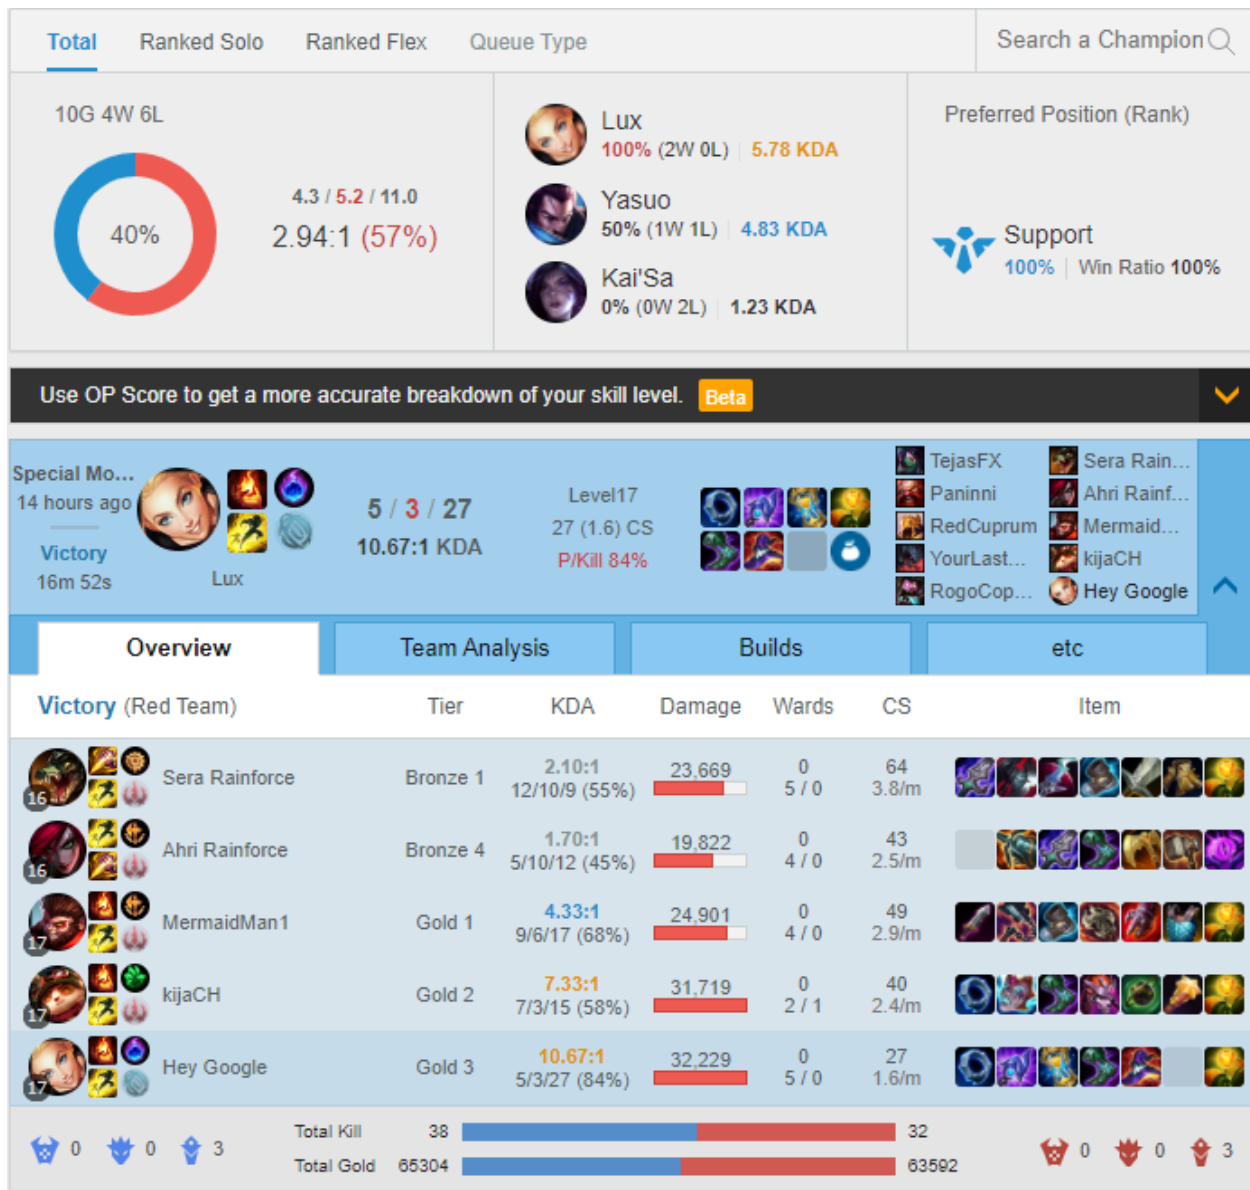 Total Ranked Solo Ranked Flex Queue Type Search a Champion
10G 4W 6L
40%
4.3 / 5.2 / 11.0
2.94:1 (57%)
Lux
100% (2W 0L) 5.78 KDA
Yasuo
50% (1W 1L) 4.83 KDA
Kai'Sa
0% (0W 2L) 1.23 KDA
Preferred Position (Rank)
Support
100% Win Ratio 100%
Use OP Score to get a more accurate breakdown of your skill level. Beta
Special Mo...
14 hours ago
Victory
16m 52s
Lux
5 / 3 / 27
10.67:1 KDA
Level17
27 (1.6) CS
P/Kill 84%
TejasFX
Paninni
RedCuprum
YourLast...
RogoCop...
Sera Rain...
Ahri Rainf...
Mermaid...
kijaCH
Hey Google
Overview Team Analysis Builds etc
Victory (Red Team) Tier KDA Damage Wards CS Item
16 Sera Rainforce Bronze 1 2.10:1 23,669 0 64
12/10/9 (55%) 5 / 0 3.8/m
16 Ahri Rainforce Bronze 4 1.70:1 19,822 0 43
5/10/12 (45%) 4 / 0 2.5/m
17 MermaidMan1 Gold 1 4.33:1 24,901 0 49
9/6/17 (68%) 4 / 0 2.9/m
17 kijaCH Gold 2 7.33:1 31,719 0 40
7/3/15 (58%) 2 / 1 2.4/m
17 Hey Google Gold 3 10.67:1 32,229 0 27
5/3/27 (84%) 5 / 0 1.6/m
0 0 3
Total Kill 38 32
Total Gold 65304 63592
0 0 3